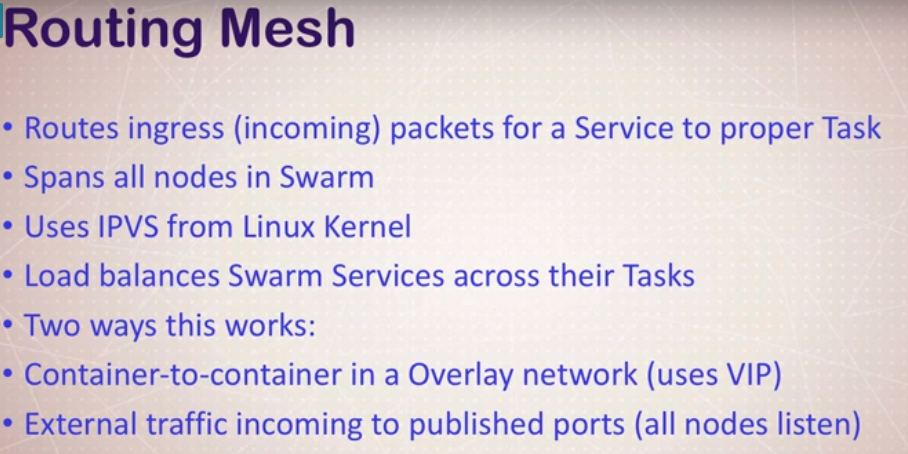 Routing Mesh
• Routes ingress (incoming) packets for a Service to proper Task
• Spans all nodes in Swarm
• Uses IPVS from Linux Kernel
• Load balances Swarm Services across their Tasks
• Two ways this works:
• Container-to-container in a Overlay network (uses VIP)
• External traffic incoming to published ports (all nodes listen)